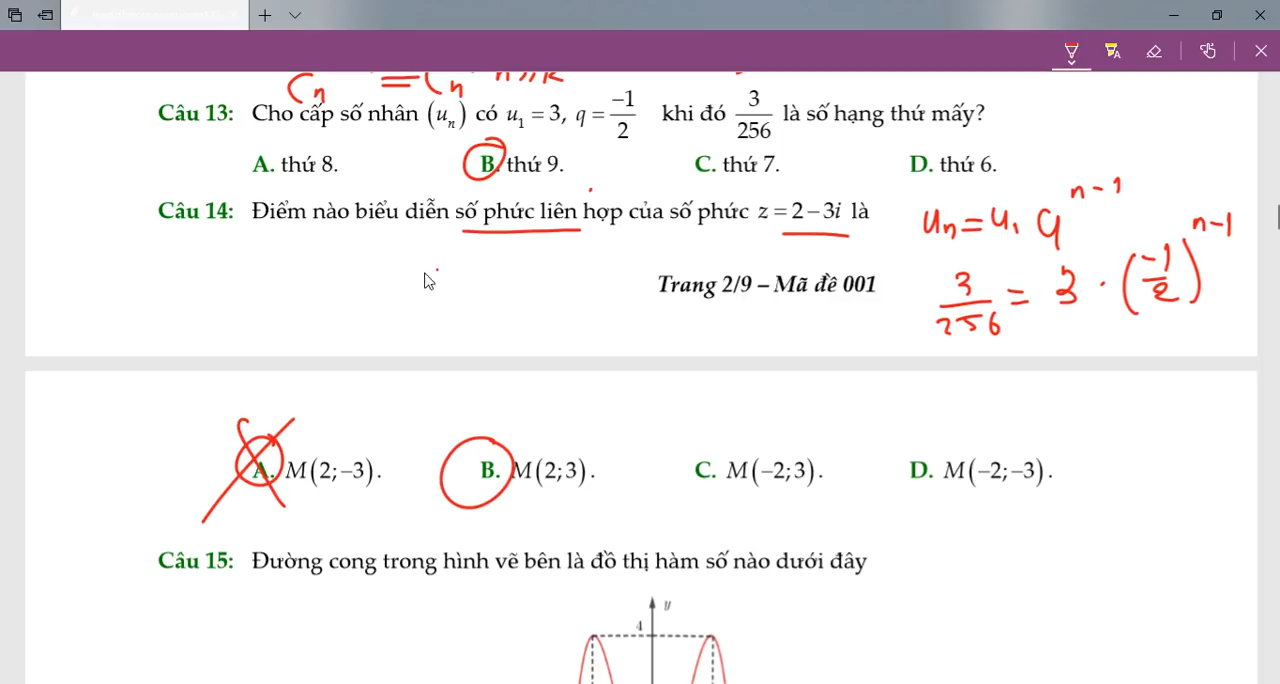 Câu 13: Cho cấp số nhân (uₙ) có u₁ = 3, q = -1/2 khi đó 3/256 là số hạng thứ mấy?
A. thứ 8. B. thứ 9. C. thứ 7. D. thứ 6.
Câu 14: Điểm nào biểu diễn số phức liên hợp của số phức z = 2 − 3i là
uₙ = u₁ qⁿ⁻¹
3/256 = 3 · (-1/2)ⁿ⁻¹
Trang 2/9 – Mã đề 001
A. M(2;−3). B. M(2;3). C. M(−2;3). D. M(−2;−3).
Câu 15: Đường cong trong hình vẽ bên là đồ thị hàm số nào dưới đây
y
4